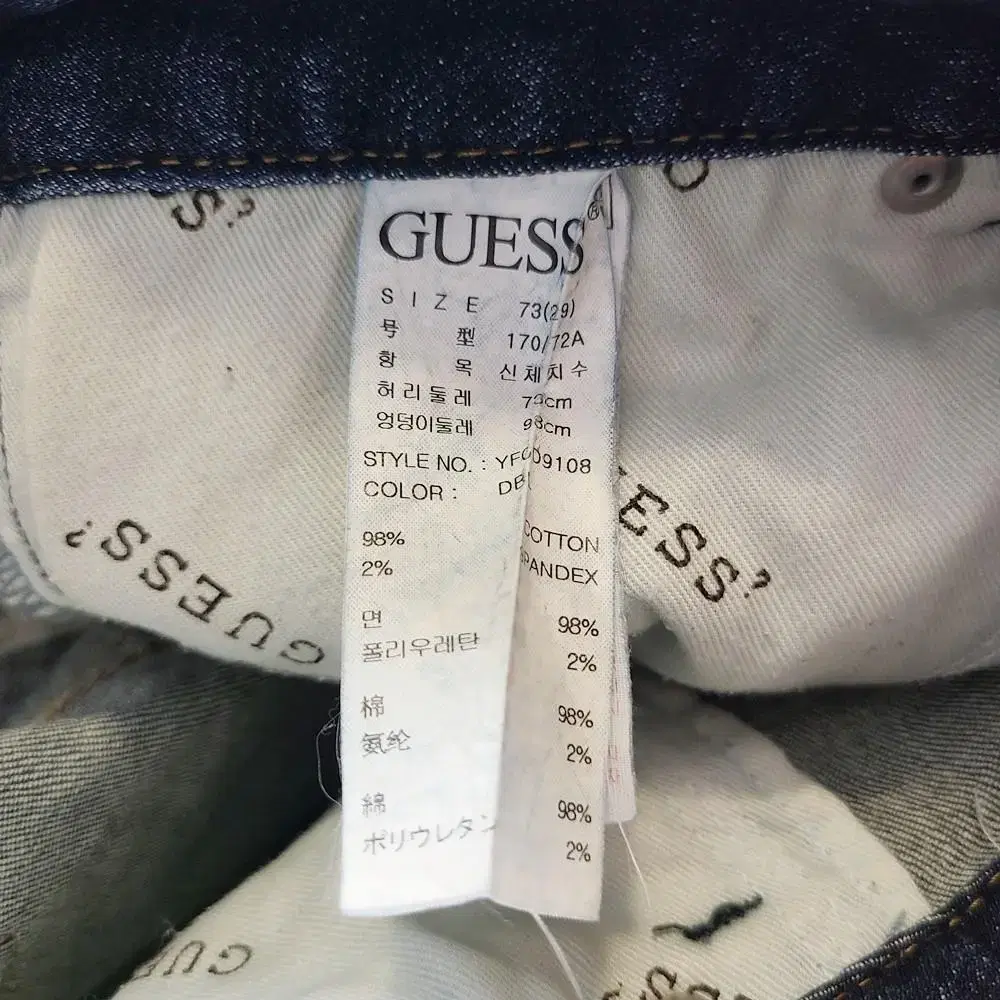 GUESS
SIZE 73(29)
号型 170/72A
항목 신체치수
허리둘레 cm
엉덩이둘레 98cm
STYLE NO. :
COLOR :
98% COTTON
2% SPANDEX
면 98%
폴리우레탄 2%
棉 98%
氨纶 2%
綿 98%
ポリウレタン 2%
GUESS?
GUESS?